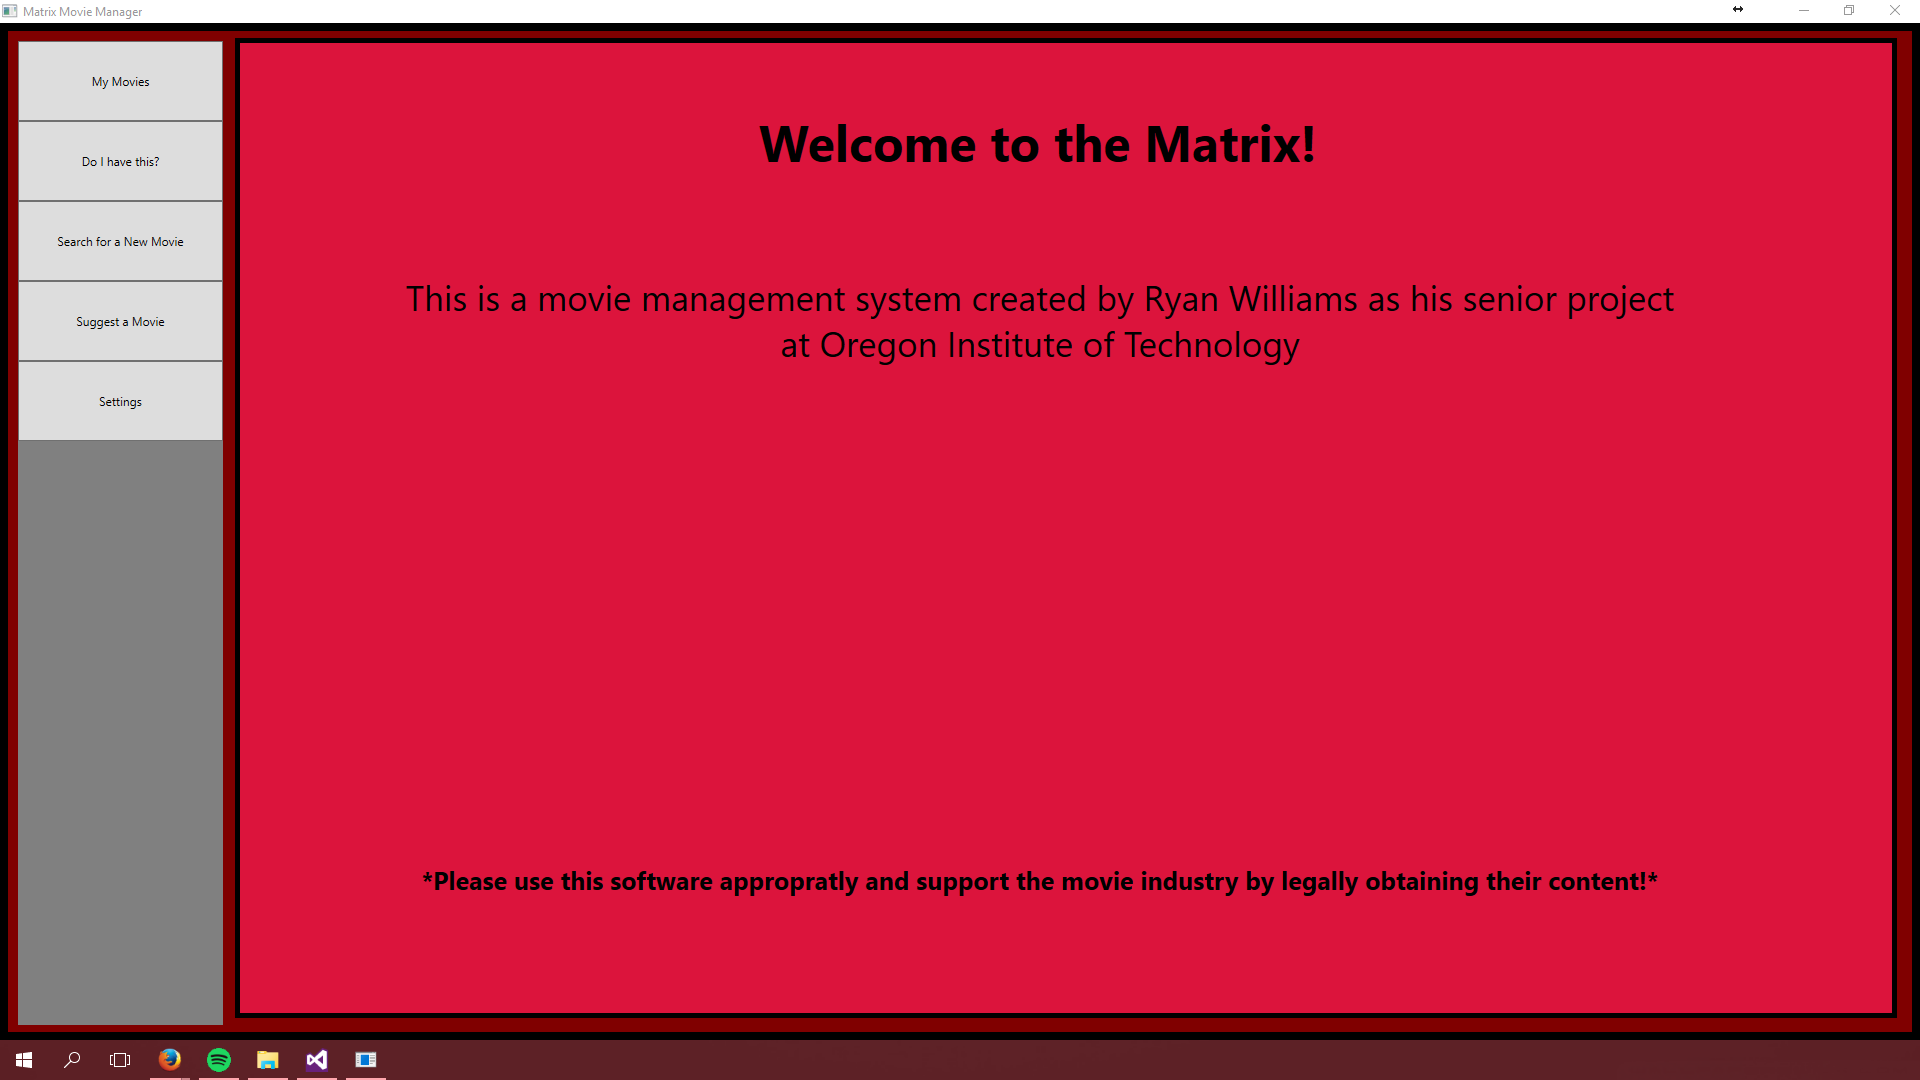 Matrix Movie Manager
My Movies
Do I have this?
Search for a New Movie
Suggest a Movie
Settings
Welcome to the Matrix!
This is a movie management system created by Ryan Williams as his senior project
at Oregon Institute of Technology
*Please use this software appropratly and support the movie industry by legally obtaining their content!*